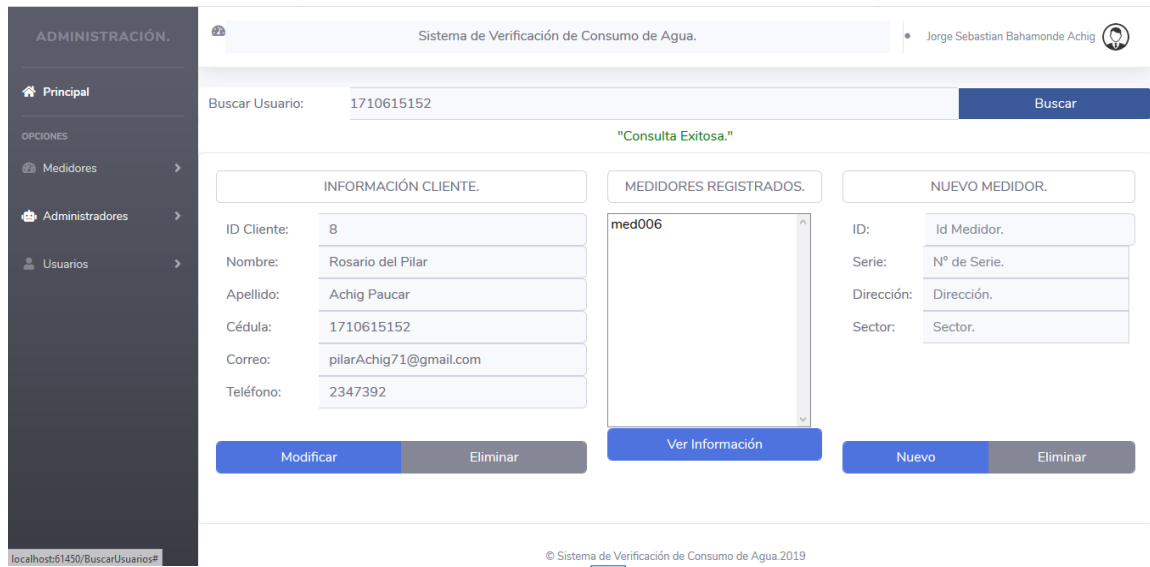 ADMINISTRACIÓN.
Sistema de Verificación de Consumo de Agua.
Jorge Sebastian Bahamonde Achig
Principal
OPCIONES
Medidores
Administradores
Usuarios
Buscar Usuario:
1710615152
Buscar
"Consulta Exitosa."
INFORMACIÓN CLIENTE.
ID Cliente:
8
Nombre:
Rosario del Pilar
Apellido:
Achig Paucar
Cédula:
1710615152
Correo:
pilarAchig71@gmail.com
Teléfono:
2347392
Modificar
Eliminar
MEDIDORES REGISTRADOS.
med006
Ver Información
NUEVO MEDIDOR.
ID:
Id Medidor.
Serie:
N° de Serie.
Dirección:
Dirección.
Sector:
Sector.
Nuevo
Eliminar
localhost:61450/BuscarUsuarios#
© Sistema de Verificación de Consumo de Agua.2019